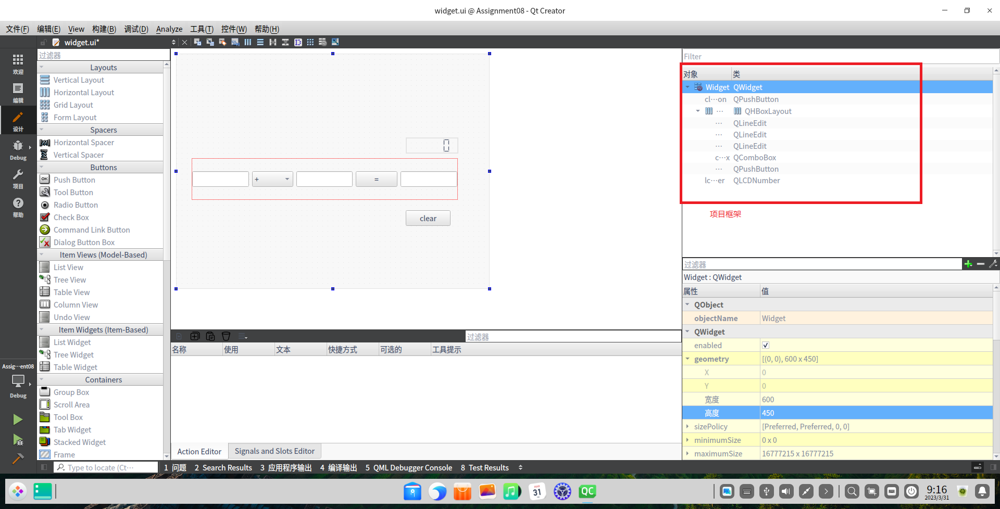 widget.ui @ Assignment08 - Qt Creator
文件(F) 编辑(E) View 构建(B) 调试(D) Analyze 工具(T) 控件(W) 帮助(H)
widget.ui*
过滤器
Layouts
Vertical Layout
Horizontal Layout
Grid Layout
Form Layout
Spacers
Horizontal Spacer
Vertical Spacer
Buttons
Push Button
Tool Button
Radio Button
Check Box
Command Link Button
Dialog Button Box
Item Views (Model-Based)
List View
Tree View
Table View
Column View
Undo View
Item Widgets (Item-Based)
List Widget
Tree Widget
Table Widget
Containers
Group Box
Scroll Area
Tool Box
Tab Widget
Stacked Widget
Frame
欢迎
编辑
设计
Debug
项目
帮助
Assig···ent08
Debug
0
+
=
clear
Filter
对象 类
Widget QWidget
cl···on QPushButton
··· QHBoxLayout
··· QLineEdit
··· QLineEdit
··· QLineEdit
c···x QComboBox
··· QPushButton
lc···er QLCDNumber
项目框架
过滤器
Widget : QWidget
属性 值
QObject
objectName Widget
QWidget
enabled
geometry [(0, 0), 600 x 450]
X 0
Y 0
宽度 600
高度 450
sizePolicy [Preferred, Preferred, 0, 0]
minimumSize 0 x 0
maximumSize 16777215 x 16777215
过滤器
名称 使用 文本 快捷方式 可选的 工具提示
Action Editor Signals and Slots Editor
Type to locate (Ct···
1 问题 2 Search Results 3 应用程序输出 4 编译输出 5 QML Debugger Console 8 Test Results
MAR
31
QC
9:16
2023/3/31